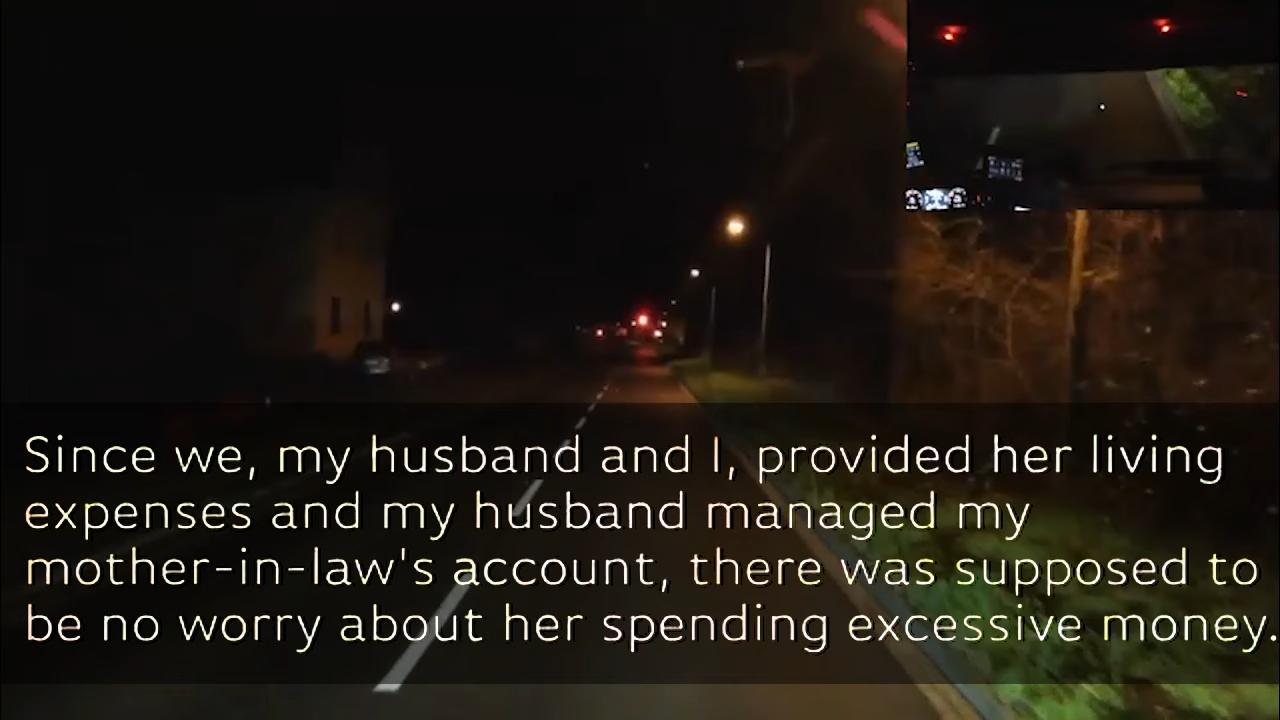 Since we, my husband and I, provided her living
expenses and my husband managed my
mother-in-law's account, there was supposed to
be no worry about her spending excessive money.